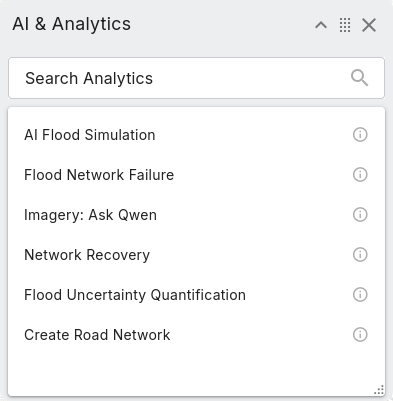 AI & Analytics
Search Analytics
AI Flood Simulation
Flood Network Failure
Imagery: Ask Qwen
Network Recovery
Flood Uncertainty Quantification
Create Road Network